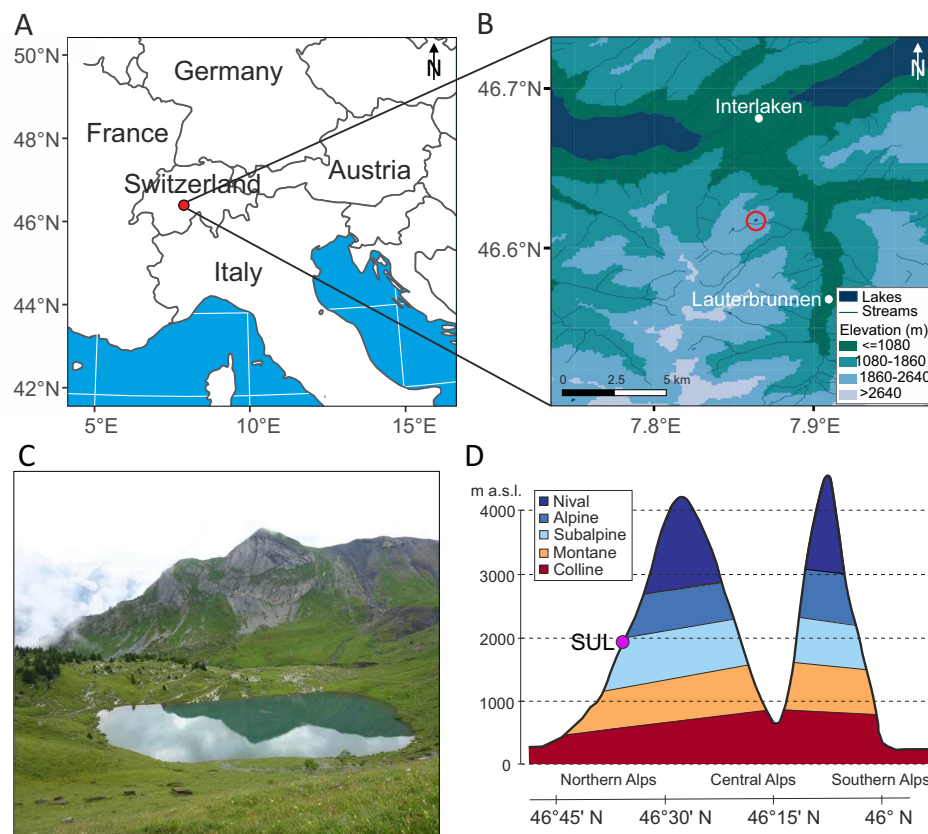 A
50°N
48°N
46°N
44°N
42°N
5°E
10°E
15°E
Germany
France
Switzerland
Austria
Italy
N
B
46.7°N
46.6°N
7.8°E
7.9°E
N
Interlaken
Lauterbrunnen
Lakes
Streams
Elevation (m)
<=1080
1080-1860
1860-2640
>2640
0 2.5 5 km
C
D
m a.s.l.
4000
3000
2000
1000
0
Nival
Alpine
Subalpine
Montane
Colline
SUL
Northern Alps Central Alps Southern Alps
46°45' N 46°30' N 46°15' N 46° N